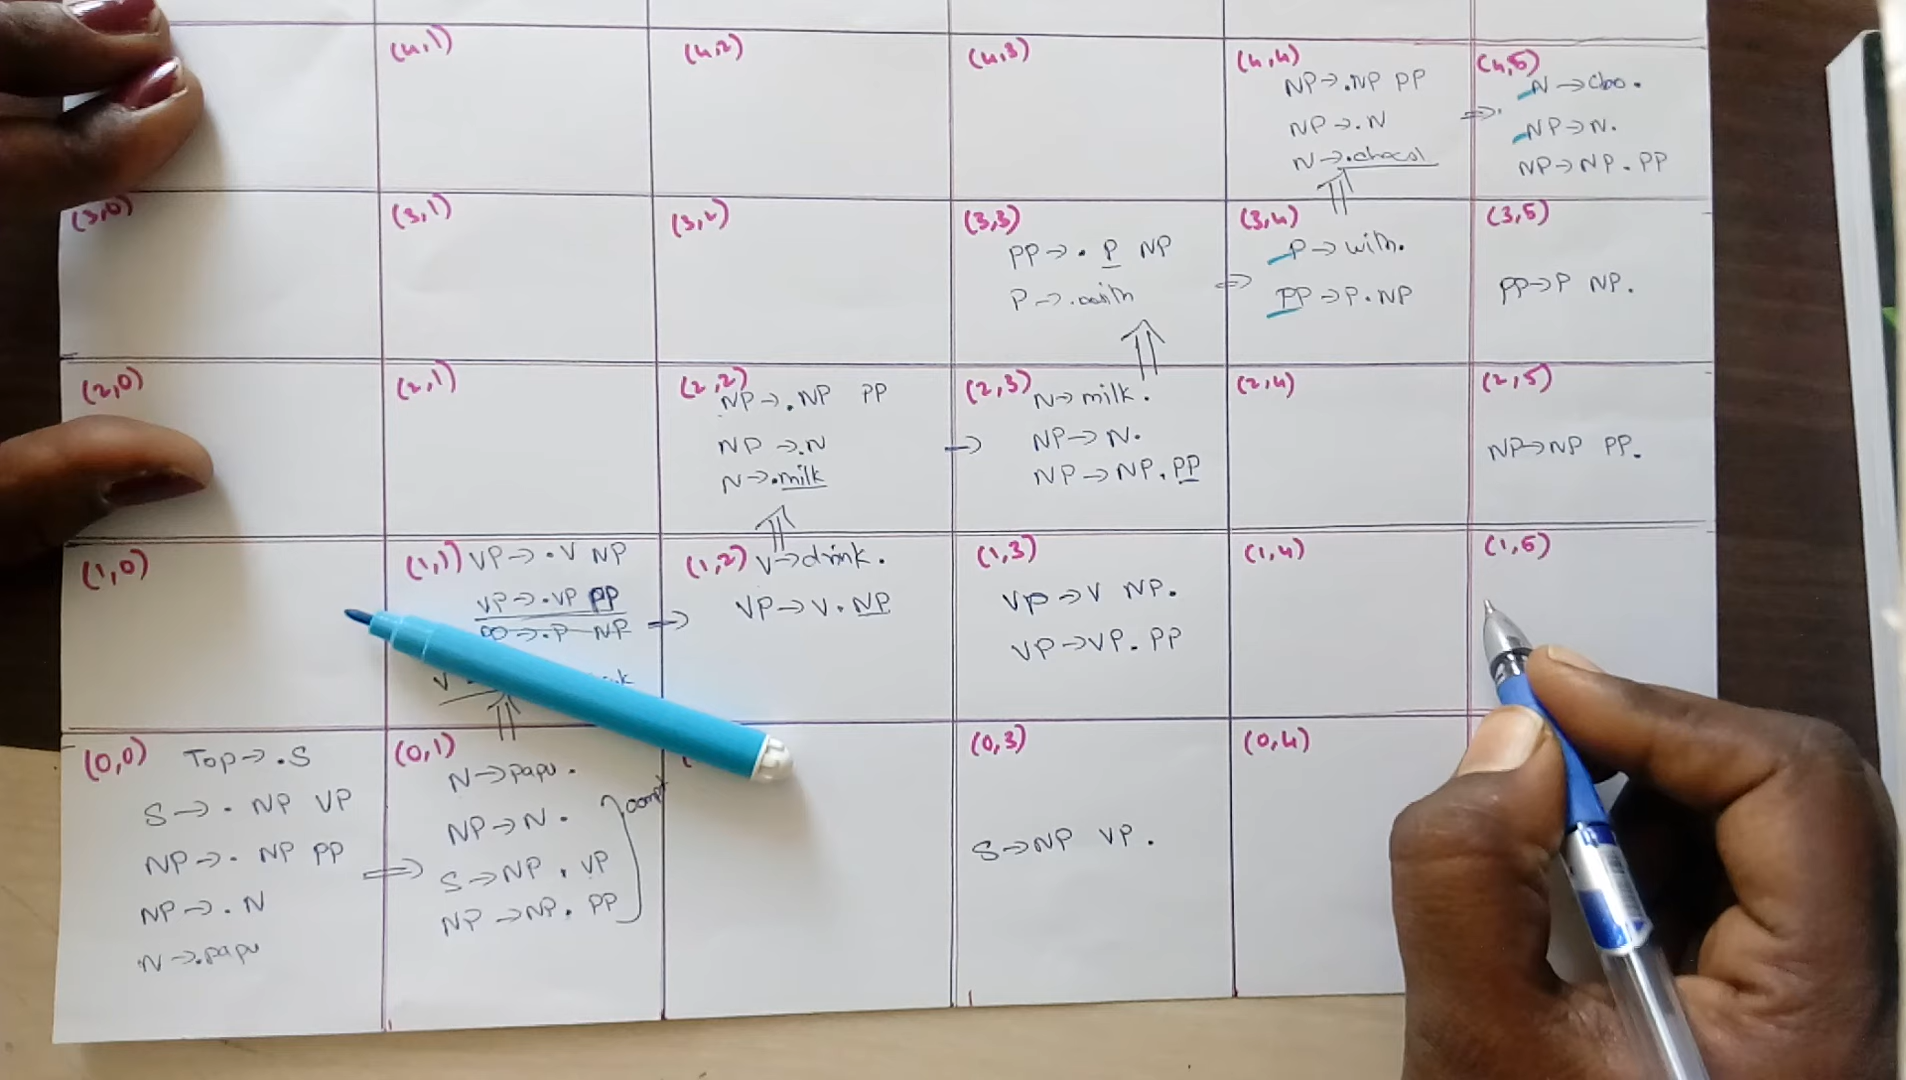 (4,1)
(4,2)
(4,3)
(4,4)
NP→.NP PP
NP→.N
N→.chocol
(4,5)
N→cho.
NP→N.
NP→NP.PP
(3,0)
(3,1)
(3,2)
(3,3)
PP→.P NP
P→.with
(3,4)
P→with.
PP→P.NP
(3,5)
PP→P NP.
(2,0)
(2,1)
(2,2)
NP→.NP PP
NP→.N
N→.milk
(2,3)
N→milk.
NP→N.
NP→NP.PP
(2,4)
(2,5)
NP→NP PP.
(1,0)
(1,1)
VP→.V NP
VP→.VP PP
→.P NP
(1,2)
V→drink.
VP→V.NP
(1,3)
VP→V NP.
VP→VP.PP
(1,4)
(1,5)
(0,0)
Top→.S
S→.NP VP
NP→.NP PP
NP→.N
N→.papu
(0,1)
N→papu.
NP→N.
S→NP.VP
NP→NP.PP
(0,3)
S→NP VP.
(0,4)